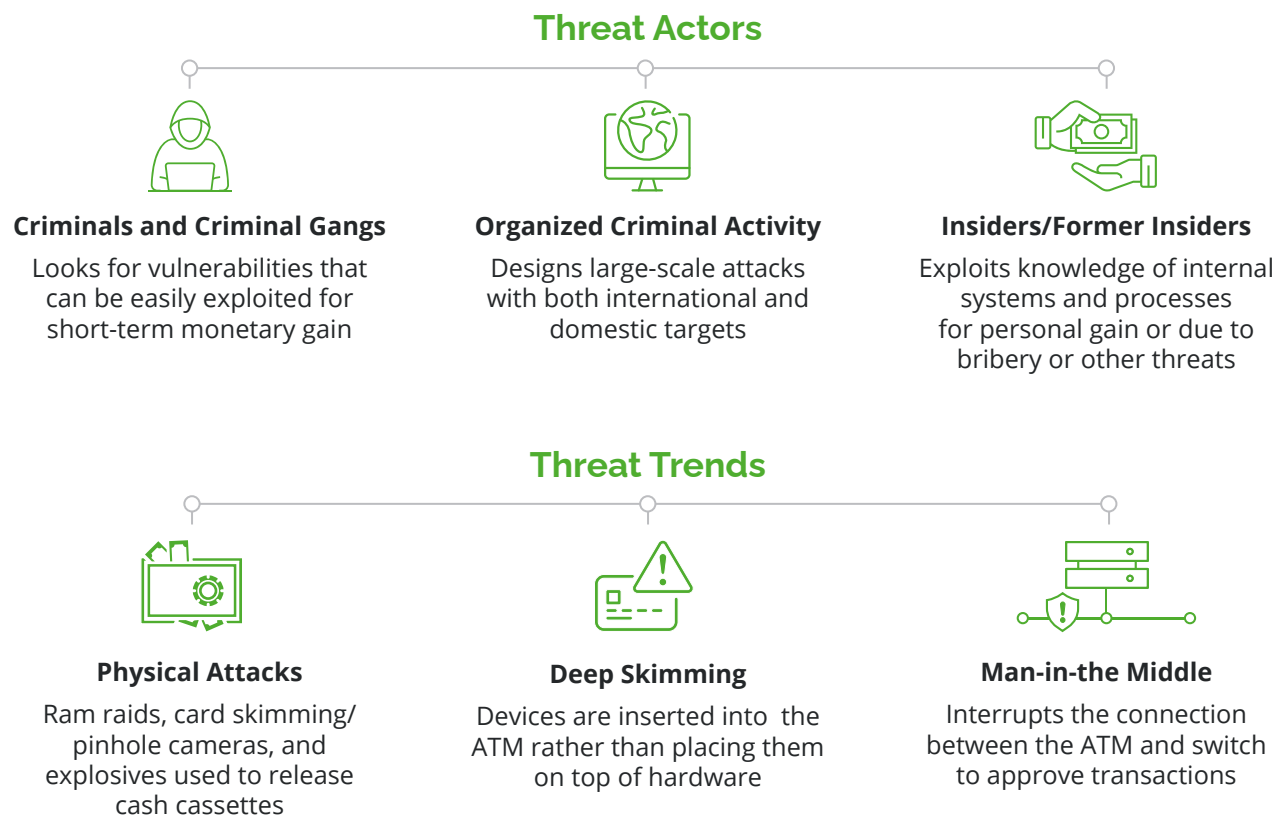 Threat Actors
Criminals and Criminal Gangs
Looks for vulnerabilities that
can be easily exploited for
short-term monetary gain
Organized Criminal Activity
Designs large-scale attacks
with both international and
domestic targets
Insiders/Former Insiders
Exploits knowledge of internal
systems and processes
for personal gain or due to
bribery or other threats
Threat Trends
Physical Attacks
Ram raids, card skimming/
pinhole cameras, and
explosives used to release
cash cassettes
Deep Skimming
Devices are inserted into  the
ATM rather than placing them
on top of hardware
Man-in-the Middle
Interrupts the connection
between the ATM and switch
to approve transactions